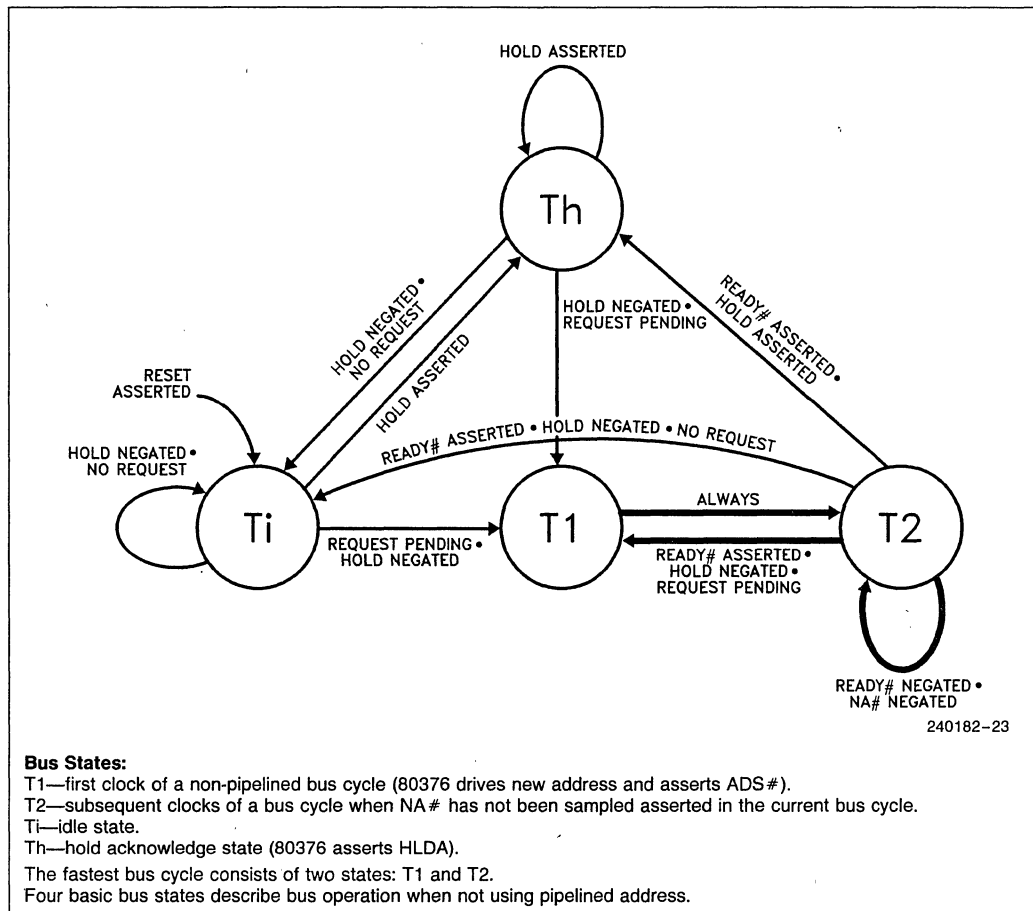 HOLD ASSERTED
Th
HOLD NEGATED •
NO REQUEST
HOLD ASSERTED
HOLD NEGATED •
REQUEST PENDING
READY# ASSERTED •
HOLD ASSERTED
RESET
ASSERTED
HOLD NEGATED •
NO REQUEST
READY# ASSERTED • HOLD NEGATED • NO REQUEST
Ti
T1
T2
ALWAYS
REQUEST PENDING •
HOLD NEGATED
READY# ASSERTED •
HOLD NEGATED •
REQUEST PENDING
READY# NEGATED •
NA# NEGATED
240182-23
Bus States:
T1—first clock of a non-pipelined bus cycle (80376 drives new address and asserts ADS#).
T2—subsequent clocks of a bus cycle when NA# has not been sampled asserted in the current bus cycle.
Ti—idle state.
Th—hold acknowledge state (80376 asserts HLDA).
The fastest bus cycle consists of two states: T1 and T2.
Four basic bus states describe bus operation when not using pipelined address.